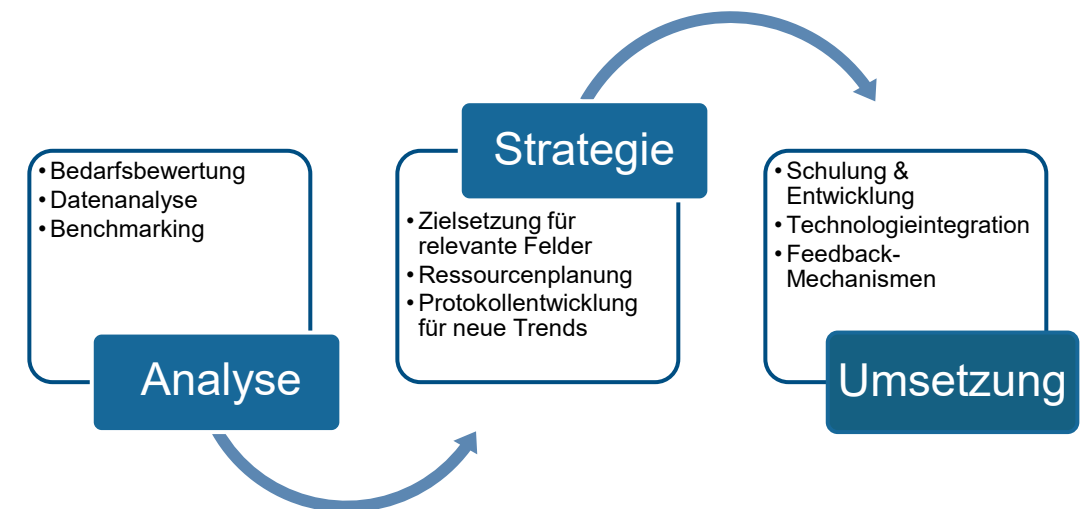 • Bedarfsbewertung
• Datenanalyse
• Benchmarking
Analyse
Strategie
• Zielsetzung für
relevante Felder
• Ressourcenplanung
• Protokollentwicklung
für neue Trends
• Schulung &
Entwicklung
• Technologieintegration
• Feedback-
Mechanismen
Umsetzung